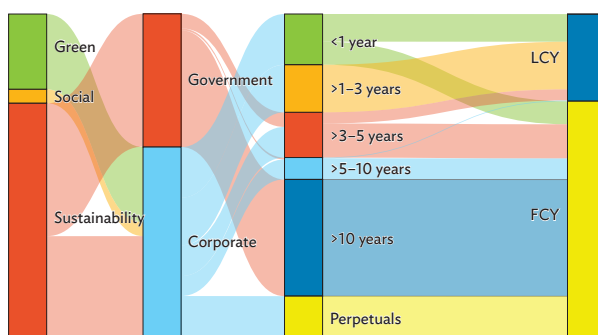 Green
Social
Sustainability
Government
Corporate
<1 year
>1–3 years
>3–5 years
>5–10 years
>10 years
Perpetuals
LCY
FCY